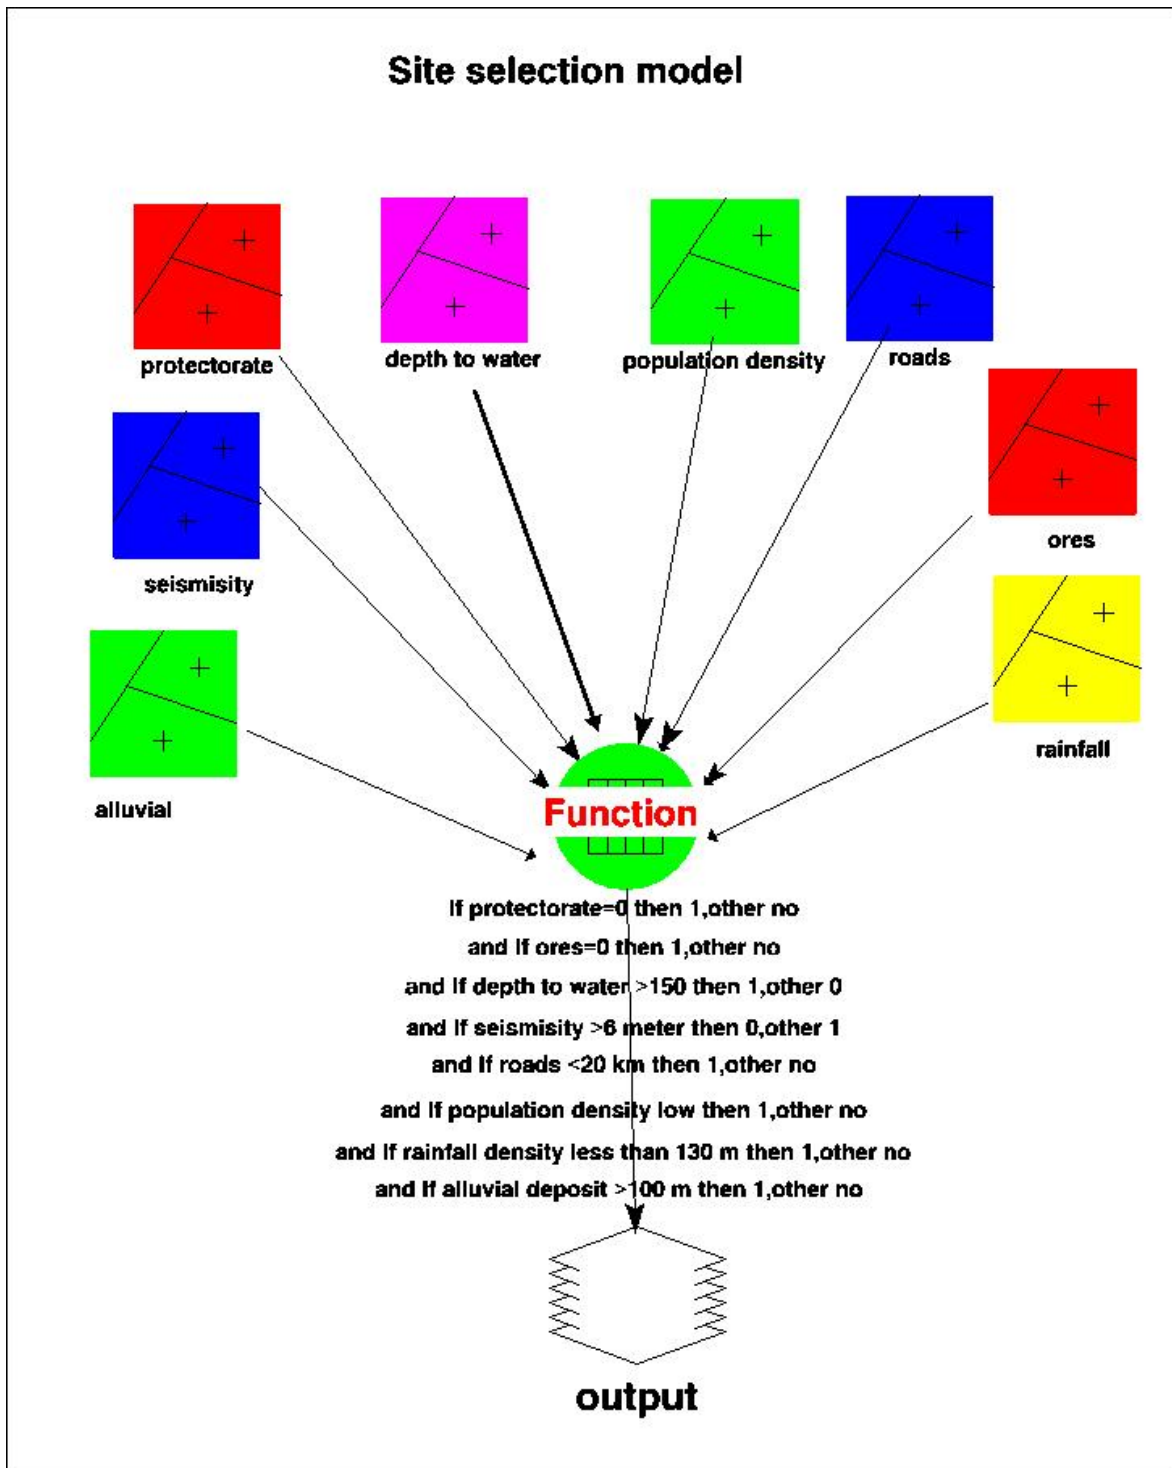 Site selection model
protectorate
depth to water
population density
roads
seismisity
ores
alluvial
rainfall
Function
If protectorate=0 then 1,other no
and If ores=0 then 1,other no
and If depth to water >150 then 1,other 0
and If seismisity >6 meter then 0,other 1
and If roads <20 km then 1,other no
and If population density low then 1,other no
and If rainfall density less than 130 m then 1,other no
and If alluvial deposit >100 m then 1,other no
output